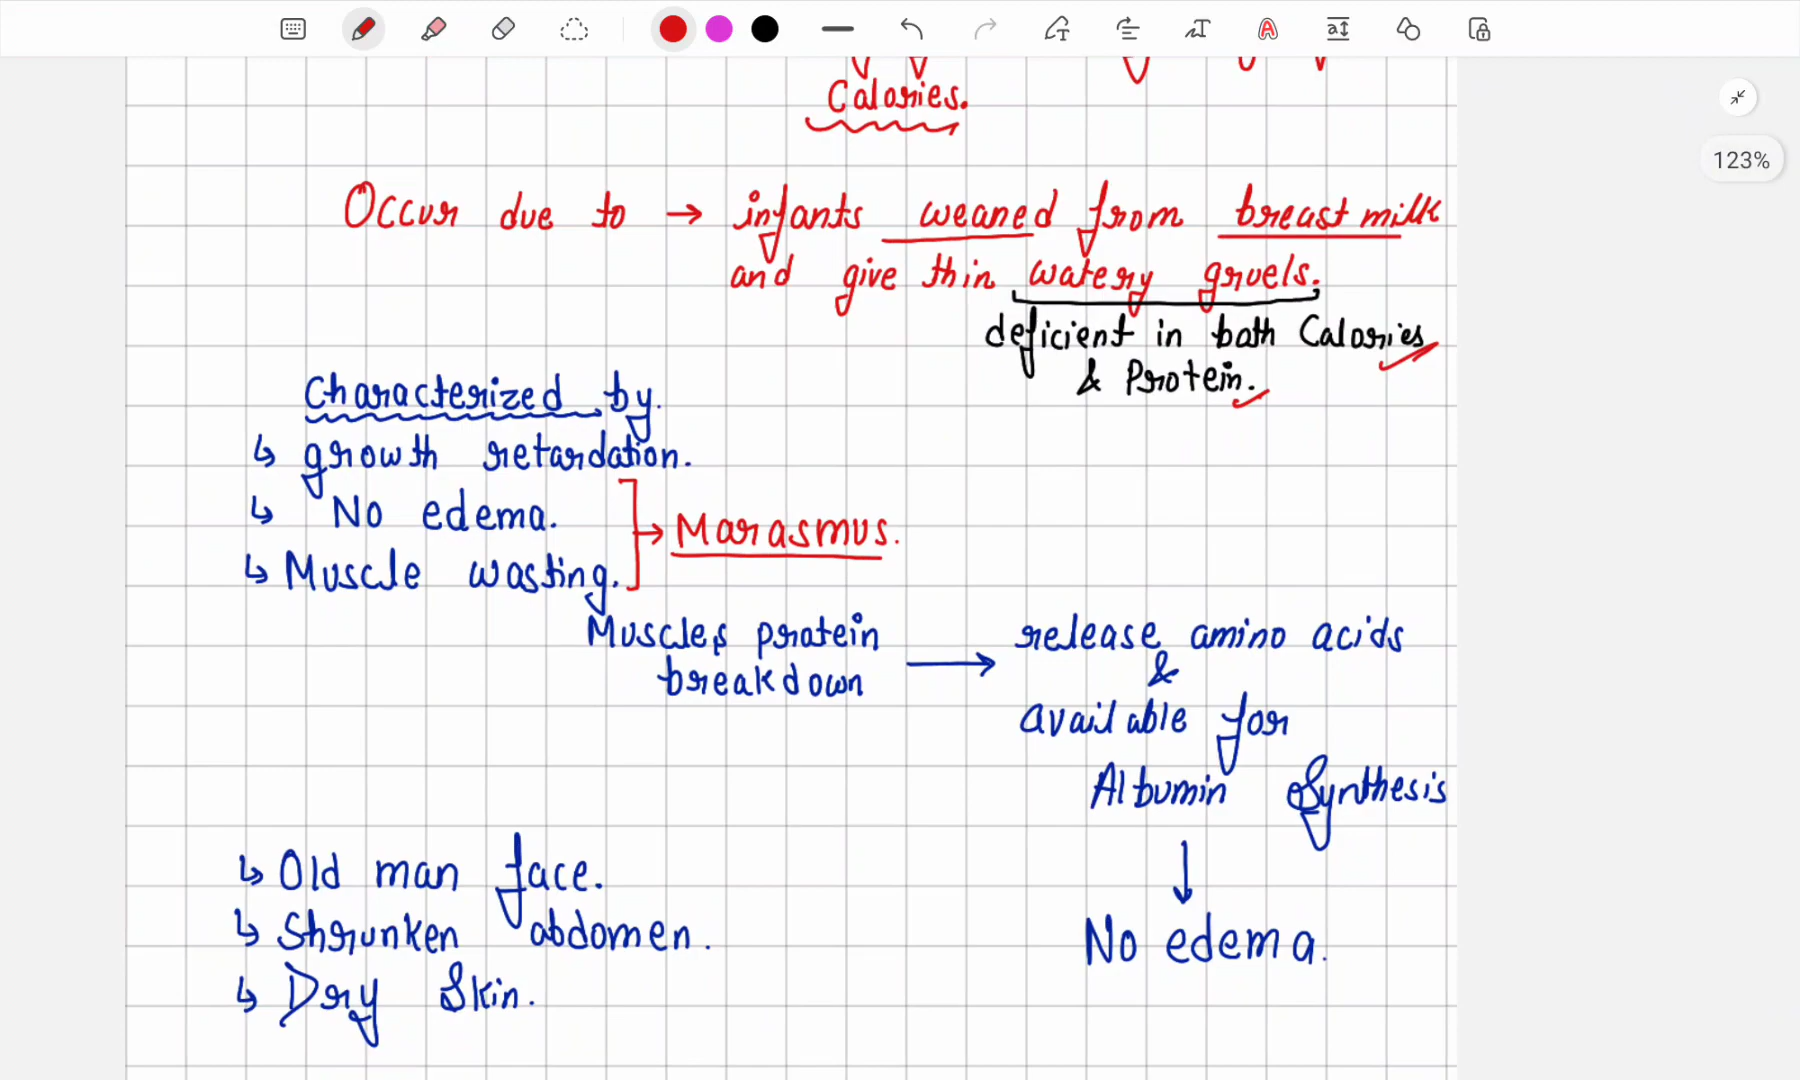 123%
Calories.
Occur due to → infants weaned from breast milk
and give thin watery gruels.
deficient in both Calories
& Protein.
Characterized by.
↳ growth retardation.
↳ No edema.
→ Marasmus.
↳ Muscle wasting.
Muscles protein
breakdown → release amino acids
&
available for
Albumin Synthesis
↓
No edema.
↳ Old man face.
↳ Shrunken abdomen.
↳ Dry Skin.